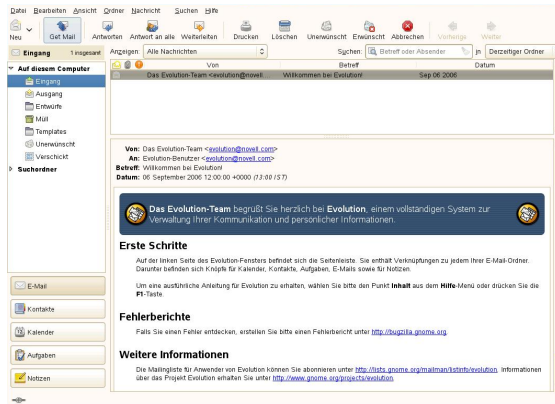 Datei Bearbeiten Ansicht Ordner Nachricht Suchen Hilfe
Neu Get Mail Antworten Antwort an alle Weiterleiten Drucken Löschen Unerwünscht Erwünscht Abbrechen Vorherige Weiter
Eingang 1 insgesamt Anzeigen: Alle Nachrichten Suchen: Betreff oder Absender in Derzeitiger Ordner
Auf diesem Computer
Eingang
Ausgang
Entwürfe
Müll
Templates
Unerwünscht
Verschickt
Suchordner
Von Betreff Datum
Das Evolution-Team <evolution@novell... Willkommen bei Evolution! Sep 06 2006
Von: Das Evolution-Team <evolution@novell.com>
An: Evolution-Benutzer <evolution@novell.com>
Betreff: Willkommen bei Evolution!
Datum: 06 September 2006 12:00:00 +0000 (13:00 IST)
Das Evolution-Team begrüßt Sie herzlich bei Evolution, einem vollständigen System zur
Verwaltung Ihrer Kommunikation und persönlicher Informationen.
Erste Schritte
Auf der linken Seite des Evolution-Fensters befindet sich die Seitenleiste. Sie enthält Verknüpfungen zu jedem Ihrer E-Mail-Ordner.
Darunter befinden sich Knöpfe für Kalender, Kontakte, Aufgaben, E-Mails sowie für Notizen.
Um eine ausführliche Anleitung für Evolution zu erhalten, wählen Sie bitte den Punkt Inhalt aus dem Hilfe-Menü oder drücken Sie die
F1-Taste.
Fehlerberichte
Falls Sie einen Fehler entdecken, erstellen Sie bitte einen Fehlerbericht unter http://bugzilla.gnome.org.
Weitere Informationen
Die Mailingliste für Anwender von Evolution können Sie abonnieren unter http://lists.gnome.org/mailman/listinfo/evolution. Informationen
über das Projekt Evolution erhalten Sie unter http://www.gnome.org/projects/evolution.
E-Mail
Kontakte
Kalender
Aufgaben
Notizen